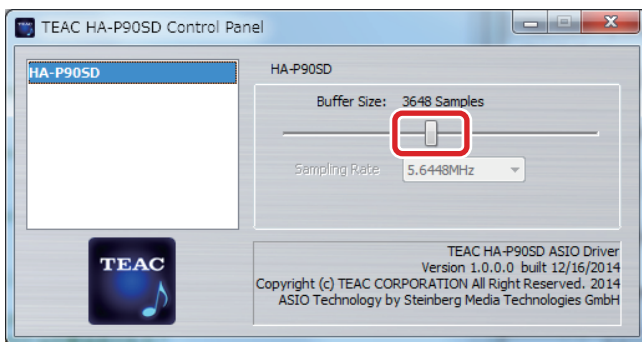 TEAC HA-P90SD Control Panel
HA-P90SD
HA-P90SD
Buffer Size: 3648 Samples
Sampling Rate 5.6448MHz
TEAC
TEAC HA-P90SD ASIO Driver
Version 1.0.0.0 built 12/16/2014
Copyright (c) TEAC CORPORATION All Right Reserved. 2014
ASIO Technology by Steinberg Media Technologies GmbH